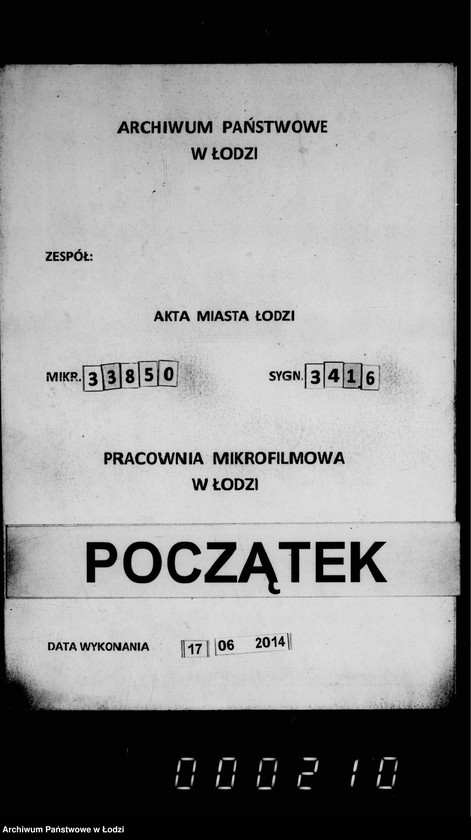 ARCHIWUM PAŃSTWOWE
W ŁODZI
ZESPÓŁ:
AKTA MIASTA ŁODZI
MIKR. 33850 SYGN. 3416
PRACOWNIA MIKROFILMOWA
W ŁODZI
POCZĄTEK
DATA WYKONANIA 17 06 2014
000210
Archiwum Państwowe w Łodzi